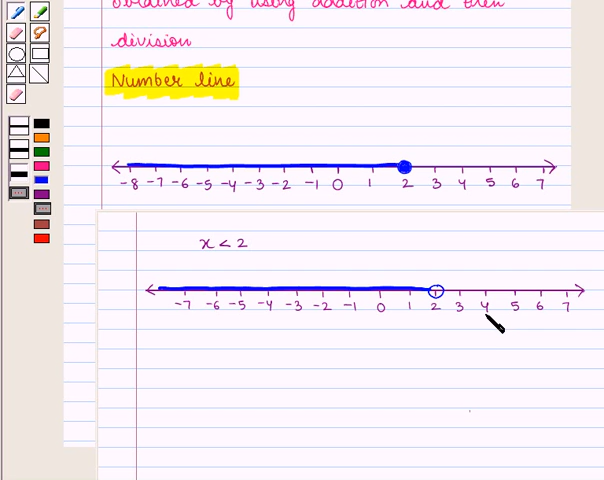 obtained by using addition and then
division
Number line
-8 -7 -6 -5 -4 -3 -2 -1 0 1 2 3 4 5 6 7
x < 2
-7 -6 -5 -4 -3 -2 -1 0 1 2 3 4 5 6 7